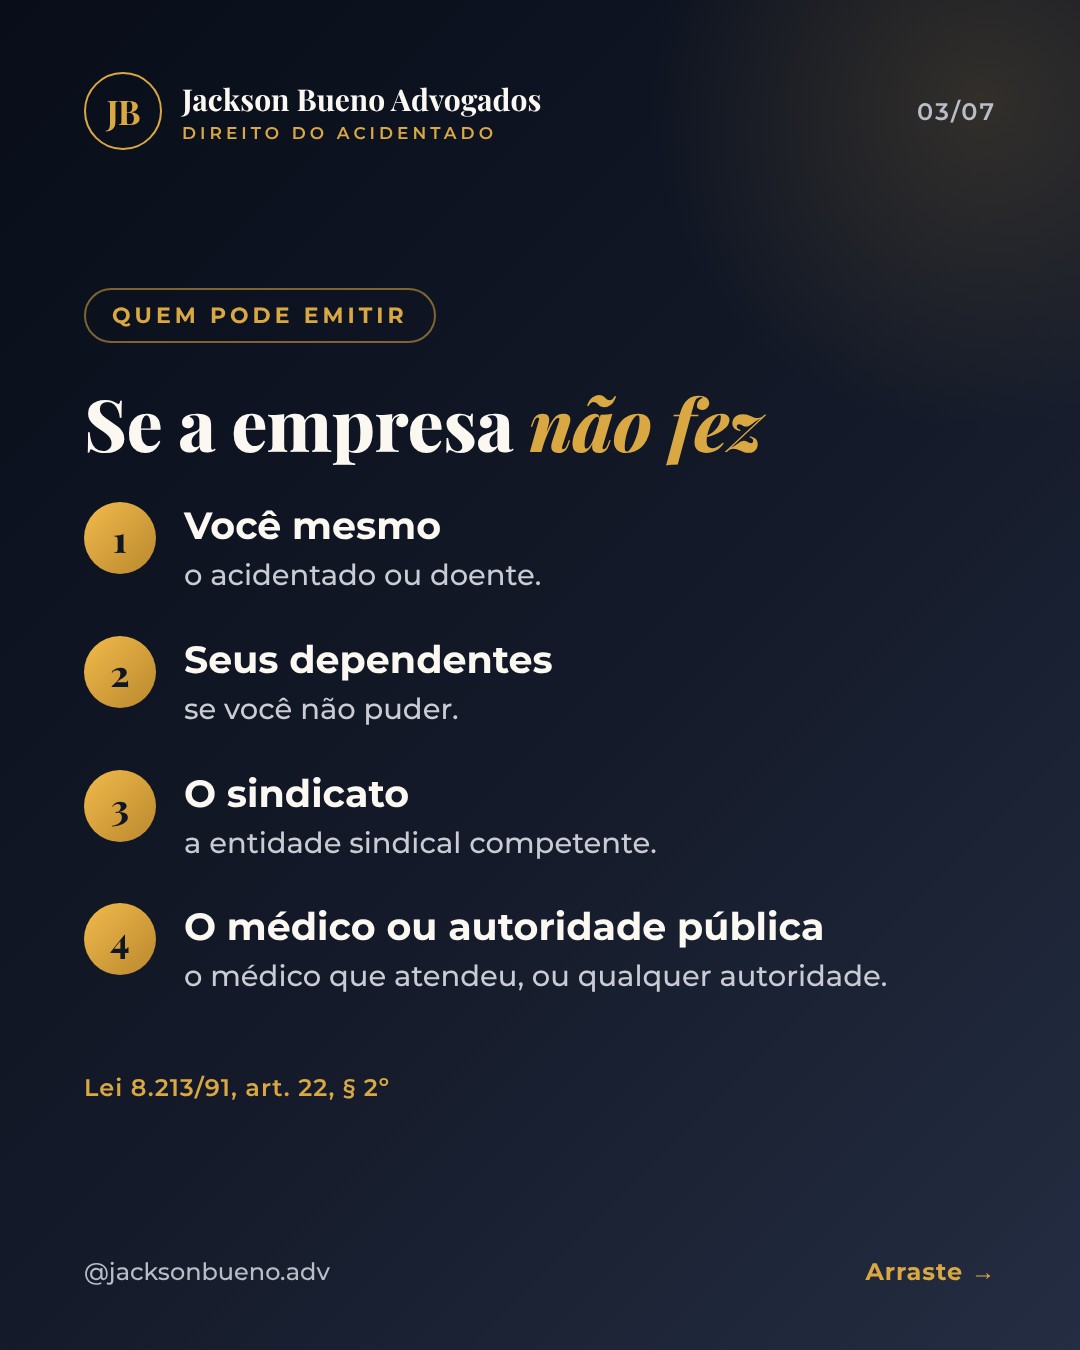 JB
Jackson Bueno Advogados
DIREITO DO ACIDENTADO
03/07
QUEM PODE EMITIR
Se a empresa não fez
1
Você mesmo
o acidentado ou doente.
2
Seus dependentes
se você não puder.
3
O sindicato
a entidade sindical competente.
4
O médico ou autoridade pública
o médico que atendeu, ou qualquer autoridade.
Lei 8.213/91, art. 22, § 2º
@jacksonbueno.adv
Arraste →